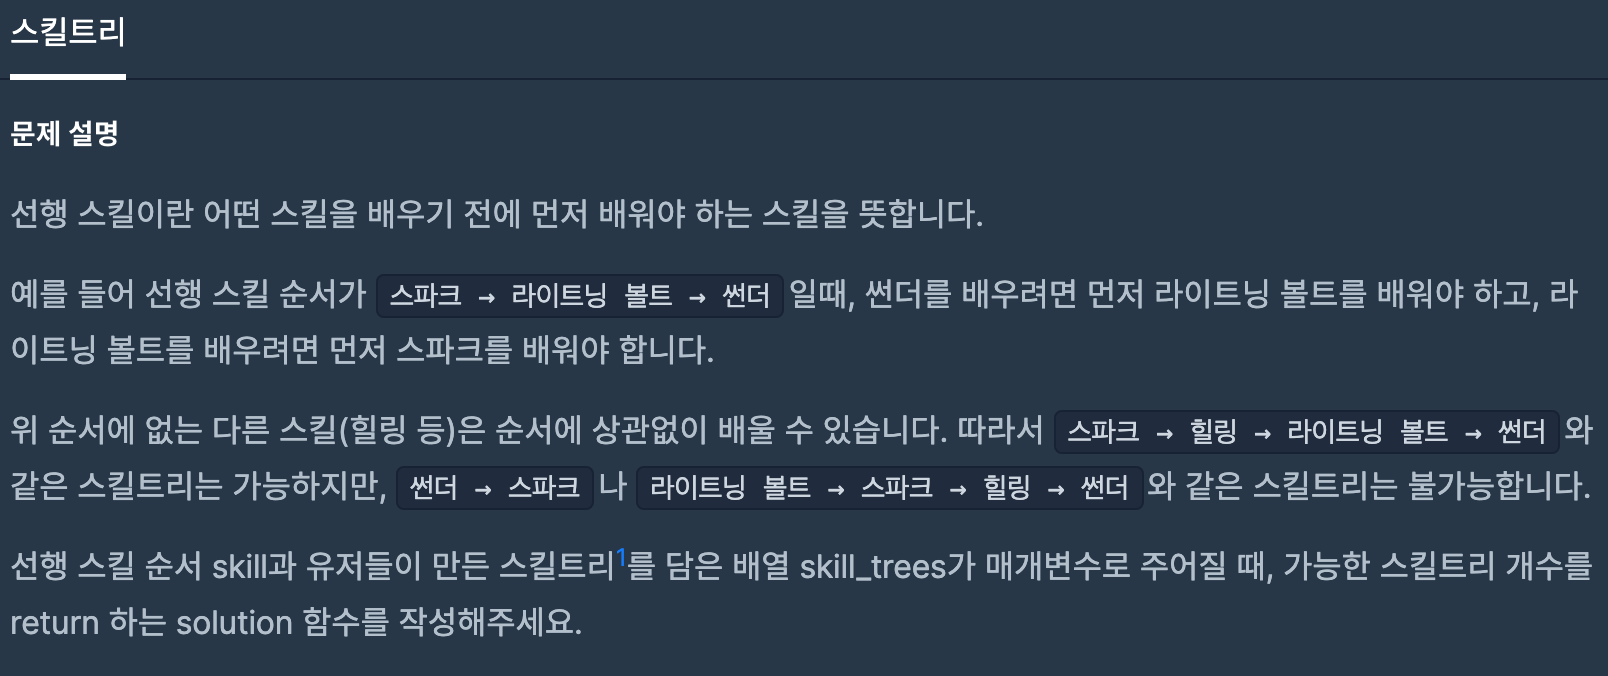 스킬트리
문제 설명
선행 스킬이란 어떤 스킬을 배우기 전에 먼저 배워야 하는 스킬을 뜻합니다.
예를 들어 선행 스킬 순서가 스파크 → 라이트닝 볼트 → 썬더일때, 썬더를 배우려면 먼저 라이트닝 볼트를 배워야 하고, 라
이트닝 볼트를 배우려면 먼저 스파크를 배워야 합니다.
위 순서에 없는 다른 스킬(힐링 등)은 순서에 상관없이 배울 수 있습니다. 따라서 스파크 → 힐링 → 라이트닝 볼트 → 썬더와
같은 스킬트리는 가능하지만, 썬더 → 스파크나 라이트닝 볼트 → 스파크 → 힐링 → 썬더와 같은 스킬트리는 불가능합니다.
선행 스킬 순서 skill과 유저들이 만든 스킬트리1를 담은 배열 skill_trees가 매개변수로 주어질 때, 가능한 스킬트리 개수를
return 하는 solution 함수를 작성해주세요.